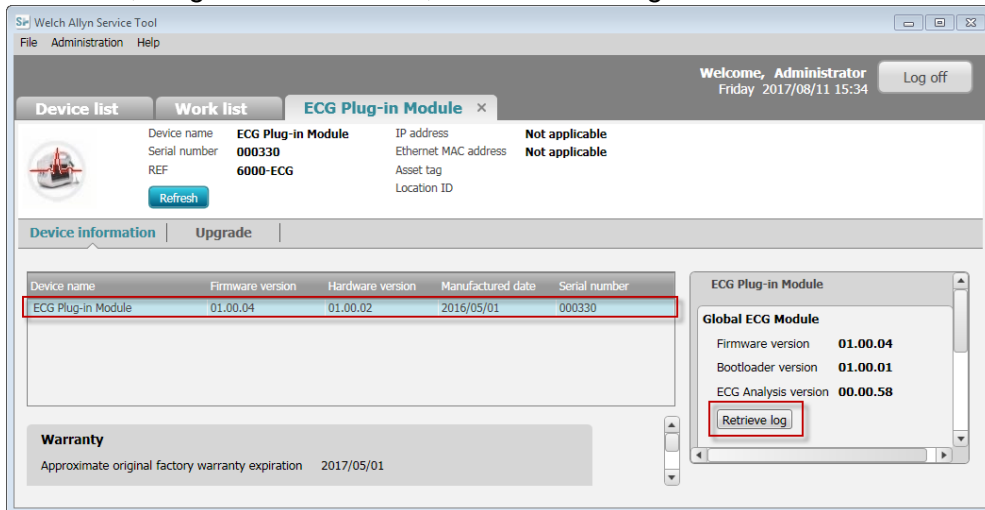 Welch Allyn Service Tool
File Administration Help
Welcome, Administrator
Friday 2017/08/11 15:34
Log off
Device list Work list ECG Plug-in Module ×
Device name ECG Plug-in Module IP address Not applicable
Serial number 000330 Ethernet MAC address Not applicable
REF 6000-ECG Asset tag
Location ID
Refresh
Device information Upgrade
Device name Firmware version Hardware version Manufactured date Serial number
ECG Plug-in Module 01.00.04 01.00.02 2016/05/01 000330
Warranty
Approximate original factory warranty expiration 2017/05/01
ECG Plug-in Module
Global ECG Module
Firmware version 01.00.04
Bootloader version 01.00.01
ECG Analysis version 00.00.58
Retrieve log